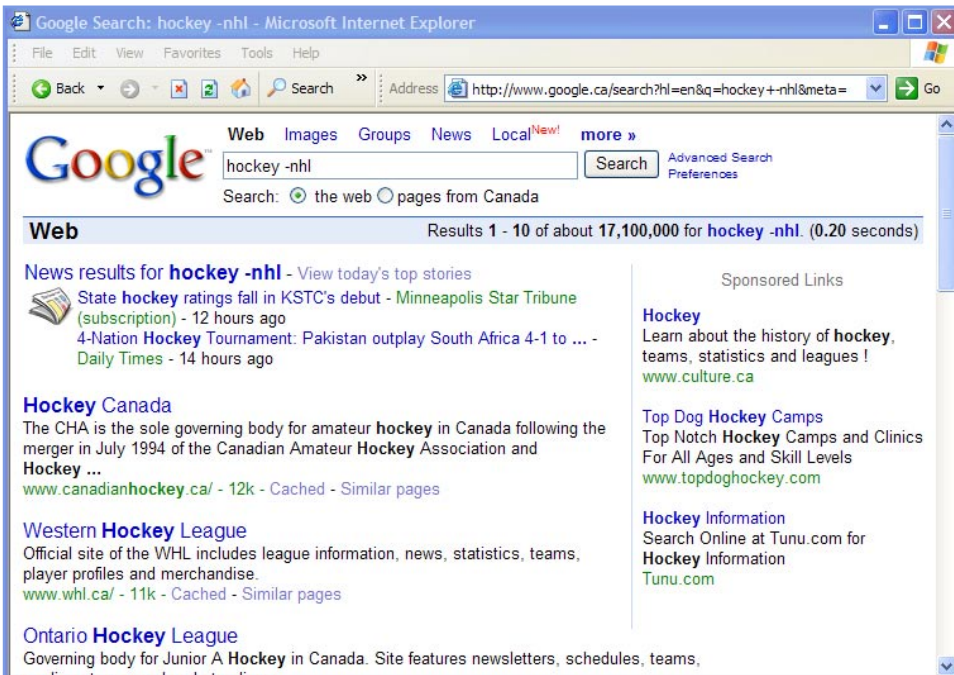 Google Search: hockey -nhl - Microsoft Internet Explorer
File Edit View Favorites Tools Help
Back Search » Address http://www.google.ca/search?hl=en&q=hockey+-nhl&meta= Go
Web Images Groups News Local New! more »
Google™ hockey -nhl Search Advanced Search
Preferences
Search: the web pages from Canada
Web Results 1 - 10 of about 17,100,000 for hockey -nhl. (0.20 seconds)
News results for hockey -nhl - View today's top stories
State hockey ratings fall in KSTC's debut - Minneapolis Star Tribune
(subscription) - 12 hours ago
4-Nation Hockey Tournament: Pakistan outplay South Africa 4-1 to ... -
Daily Times - 14 hours ago
Hockey Canada
The CHA is the sole governing body for amateur hockey in Canada following the
merger in July 1994 of the Canadian Amateur Hockey Association and
Hockey ...
www.canadianhockey.ca/ - 12k - Cached - Similar pages
Western Hockey League
Official site of the WHL includes league information, news, statistics, teams,
player profiles and merchandise.
www.whl.ca/ - 11k - Cached - Similar pages
Ontario Hockey League
Governing body for Junior A Hockey in Canada. Site features newsletters, schedules, teams,
Sponsored Links
Hockey
Learn about the history of hockey,
teams, statistics and leagues !
www.culture.ca
Top Dog Hockey Camps
Top Notch Hockey Camps and Clinics
For All Ages and Skill Levels
www.topdoghockey.com
Hockey Information
Search Online at Tunu.com for
Hockey Information
Tunu.com